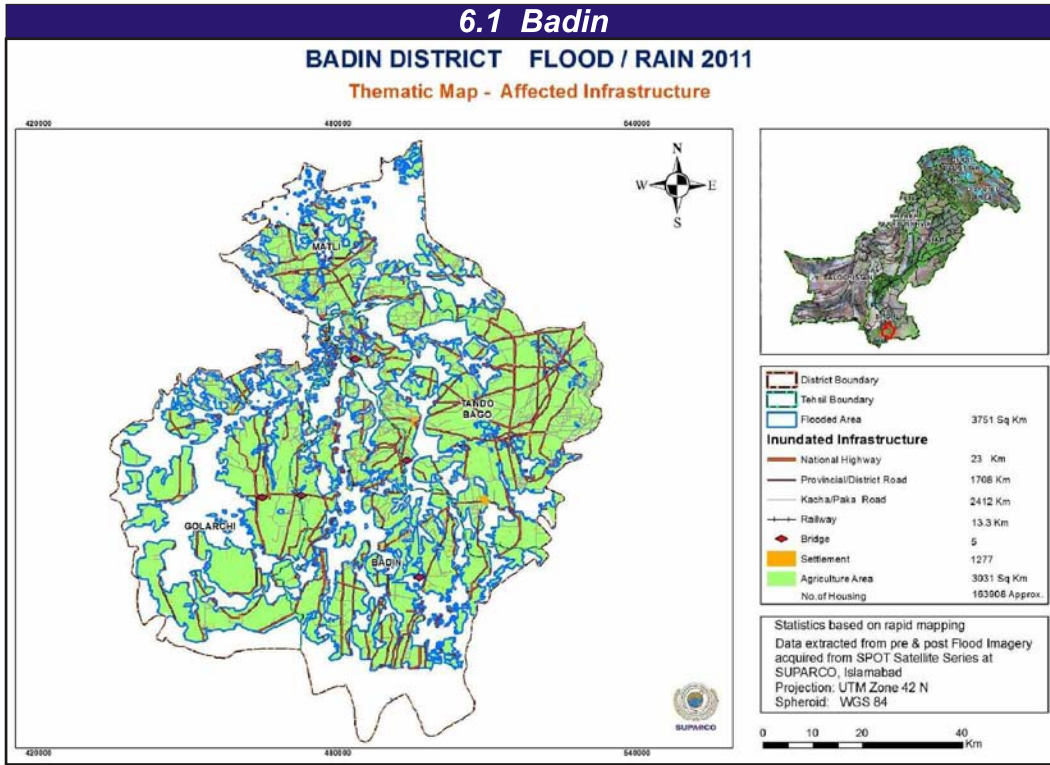 6.1 Badin
BADIN DISTRICT FLOOD / RAIN 2011
Thematic Map - Affected Infrastructure
420000 480000 540000
N
W E
S
MATLI
TANDO
BAGO
GOLARCHI
BADIN
SUPARCO
420000 480000 540000
District Boundary
Tehsil Boundary
Flooded Area 3751 Sq Km
Inundated Infrastructure
National Highway 23 Km
Provincial/District Road 1708 Km
Kacha/Paka Road 2412 Km
Railway 13.3 Km
Bridge 5
Settlement 1277
Agriculture Area 3031 Sq Km
No.of Housing 163908 Approx.
Statistics based on rapid mapping
Data extracted from pre & post Flood Imagery
acquired from SPOT Satellite Series at
SUPARCO, Islamabad
Projection: UTM Zone 42 N
Spheroid: WGS 84
0 10 20 40
Km